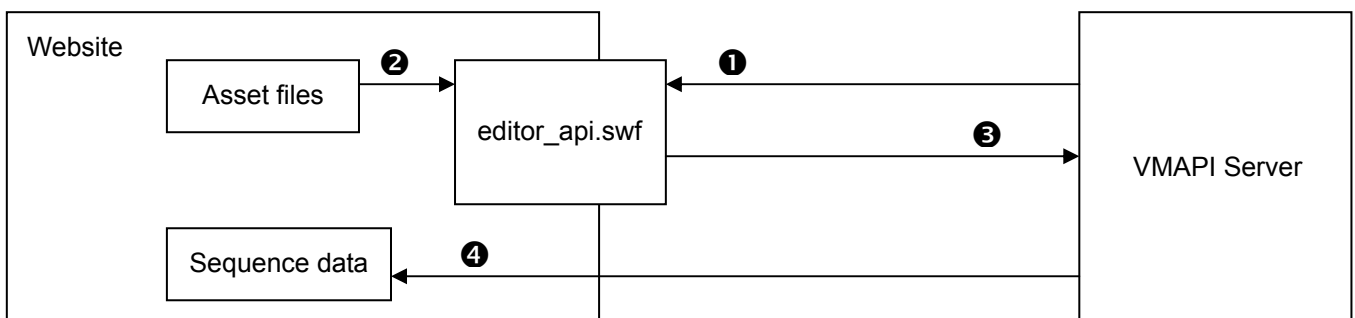 Website
❷
❶
Asset files
editor_api.swf
❸
VMAPI Server
Sequence data
❹